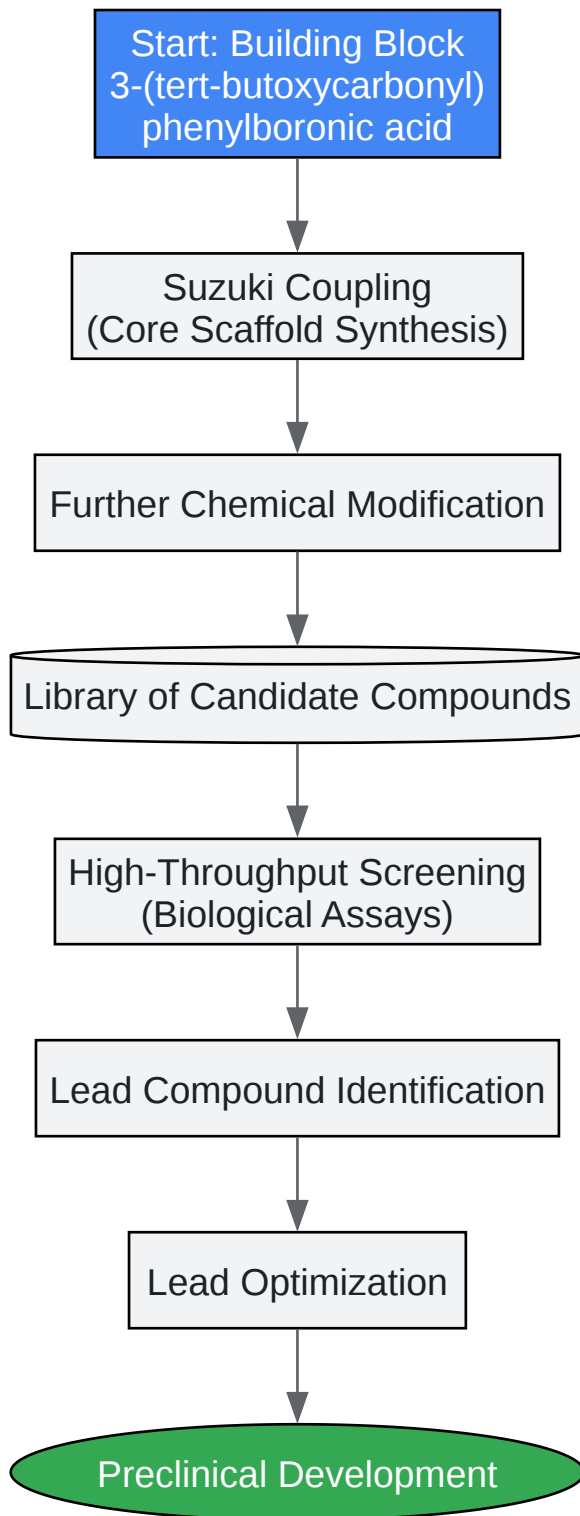 Start: Building Block
3-(tert-butoxycarbonyl)
phenylboronic acid
Suzuki Coupling
(Core Scaffold Synthesis)
Further Chemical Modification
Library of Candidate Compounds
High-Throughput Screening
(Biological Assays)
Lead Compound Identification
Lead Optimization
Preclinical Development